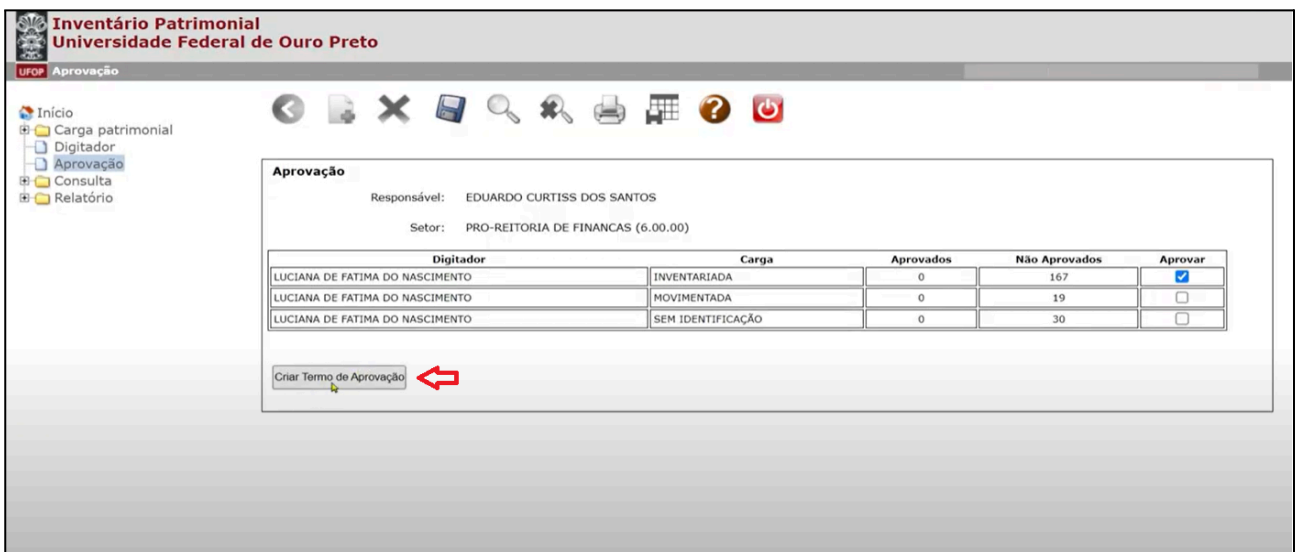 Inventário Patrimonial
Universidade Federal de Ouro Preto
UFOP Aprovação
Início
Carga patrimonial
Digitador
Aprovação
Consulta
Relatório
Aprovação
Responsável: EDUARDO CURTISS DOS SANTOS
Setor: PRO-REITORIA DE FINANCAS (6.00.00)
Digitador Carga Aprovados Não Aprovados Aprovar
LUCIANA DE FATIMA DO NASCIMENTO INVENTARIADA 0 167
LUCIANA DE FATIMA DO NASCIMENTO MOVIMENTADA 0 19
LUCIANA DE FATIMA DO NASCIMENTO SEM IDENTIFICAÇÃO 0 30
Criar Termo de Aprovação